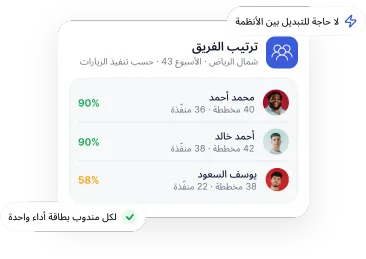 لا حاجة للتبديل بين الأنظمة
ترتيب الفريق
شمال الرياض · الأسبوع 43 · حسب تنفيذ الزيارات
محمد أحمد
40 مخططة · 36 منفّذة
90%
أحمد خالد
42 مخططة · 38 منفّذة
90%
يوسف السعود
38 مخططة · 22 منفّذة
58%
لكل مندوب بطاقة أداء واحدة